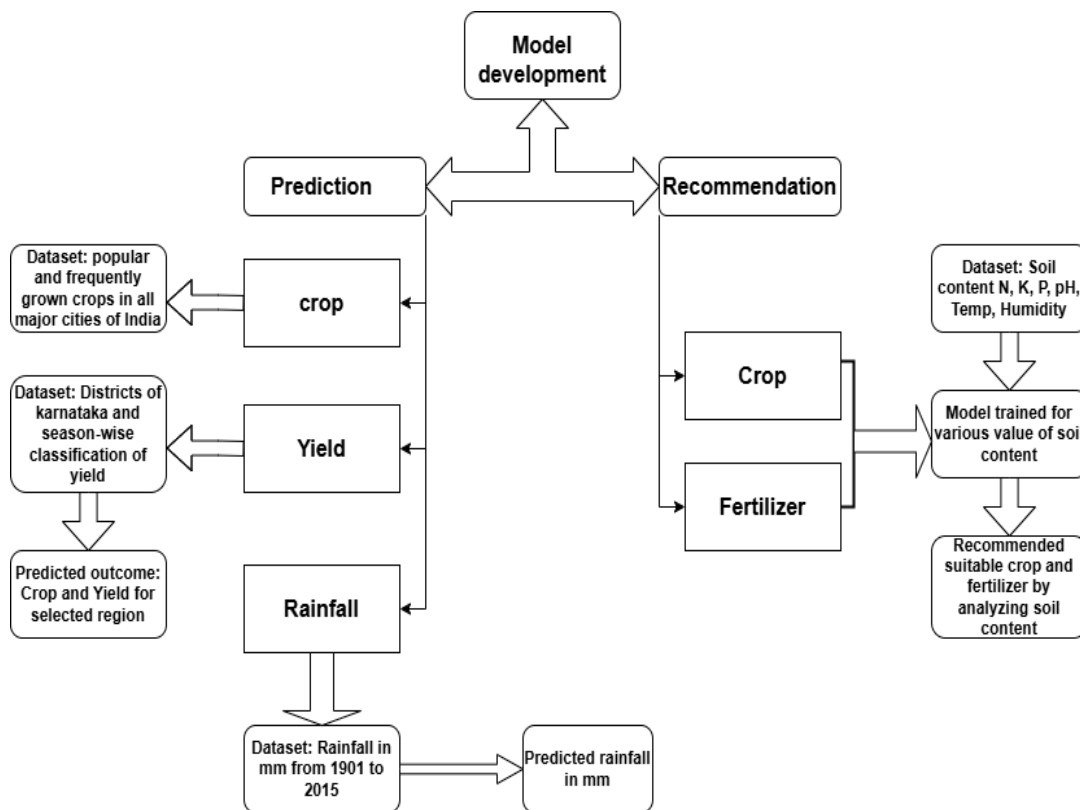 Model
development
Prediction
Recommendation
Dataset: popular
and frequently
grown crops in all
major cities of India
crop
Dataset: Soil
content N, K, P, pH,
Temp, Humidity
Crop
Dataset: Districts of
karnataka and
season-wise
classification of
yield
Yield
Model trained for
various value of soil
content
Fertilizer
Predicted outcome:
Crop and Yield for
selected region
Rainfall
Recommended
suitable crop and
fertilizer by
analyzing soil
content
Dataset: Rainfall in
mm from 1901 to
2015
Predicted rainfall
in mm